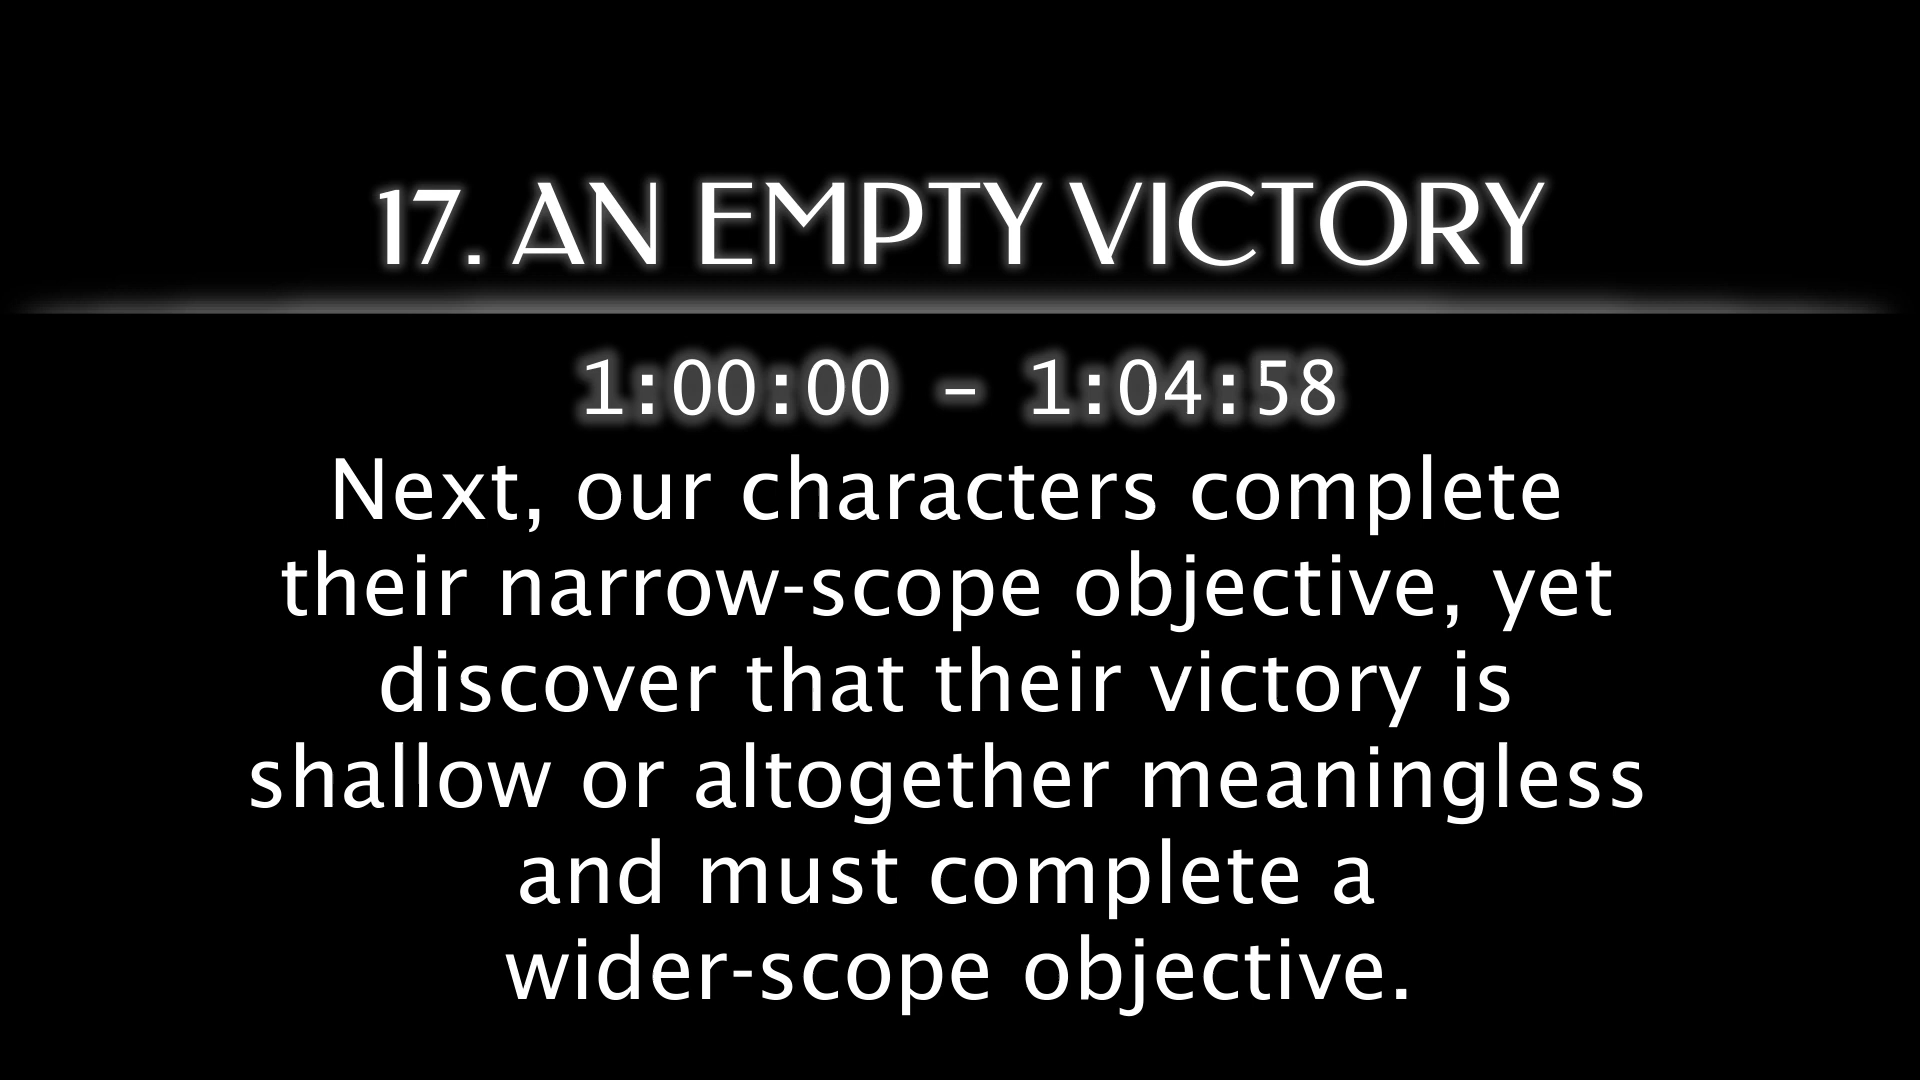 17. AN EMPTY VICTORY
1:00:00 – 1:04:58
Next, our characters complete
their narrow-scope objective, yet
discover that their victory is
shallow or altogether meaningless
and must complete a
wider-scope objective.